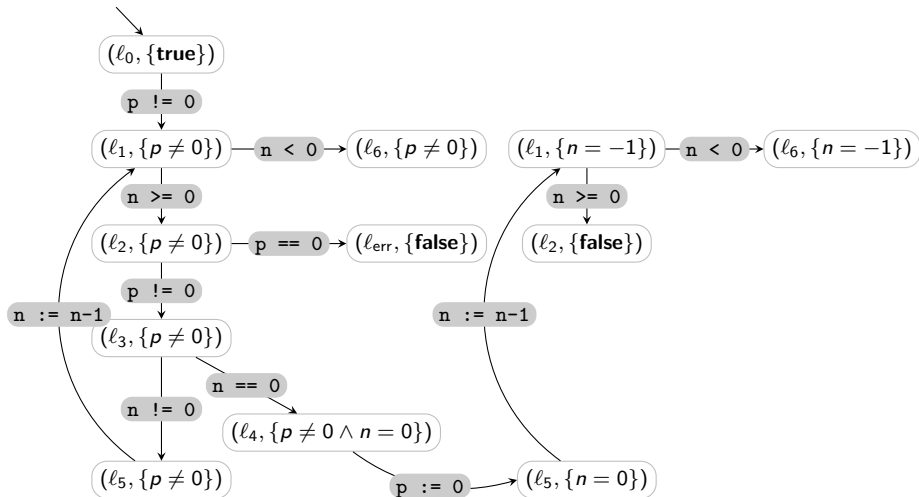 (ℓ₀, {true})
p != 0
(ℓ₁, {p ≠ 0}) n < 0 (ℓ₆, {p ≠ 0}) (ℓ₁, {n = −1}) n < 0 (ℓ₆, {n = −1})
n >= 0 n >= 0
(ℓ₂, {p ≠ 0}) p == 0 (ℓerr, {false}) (ℓ₂, {false})
p != 0
n := n-1 n := n-1
(ℓ₃, {p ≠ 0})
n == 0
n != 0
(ℓ₄, {p ≠ 0 ∧ n = 0})
(ℓ₅, {p ≠ 0}) (ℓ₅, {n = 0})
p := 0